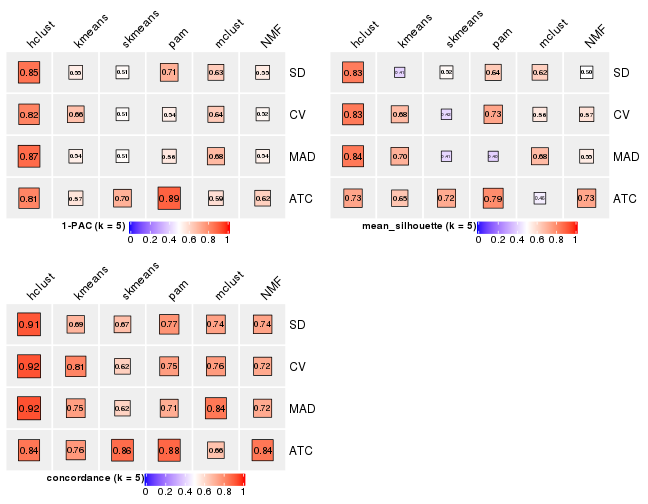 hclust kmeans skmeans pam mclust NMF
0.85 0.55 0.51 0.71 0.63 0.55 SD
0.82 0.66 0.51 0.54 0.64 0.52 CV
0.87 0.54 0.51 0.56 0.68 0.54 MAD
0.81 0.57 0.70 0.89 0.59 0.62 ATC
1-PAC (k = 5)
0 0.2 0.4 0.6 0.8 1
hclust kmeans skmeans pam mclust NMF
0.83 0.41 0.52 0.64 0.62 0.50 SD
0.83 0.68 0.73 0.56 0.57 CV
0.84 0.70 0.41 0.68 0.55 MAD
0.73 0.65 0.72 0.79 0.73 ATC
mean_silhouette (k = 5)
0 0.2 0.4 0.6 0.8 1
hclust kmeans skmeans pam mclust NMF
0.91 0.69 0.67 0.77 0.74 0.74 SD
0.92 0.81 0.62 0.75 0.76 0.72 CV
0.92 0.75 0.62 0.71 0.84 0.72 MAD
0.84 0.76 0.86 0.88 0.66 0.84 ATC
concordance (k = 5)
0 0.2 0.4 0.6 0.8 1